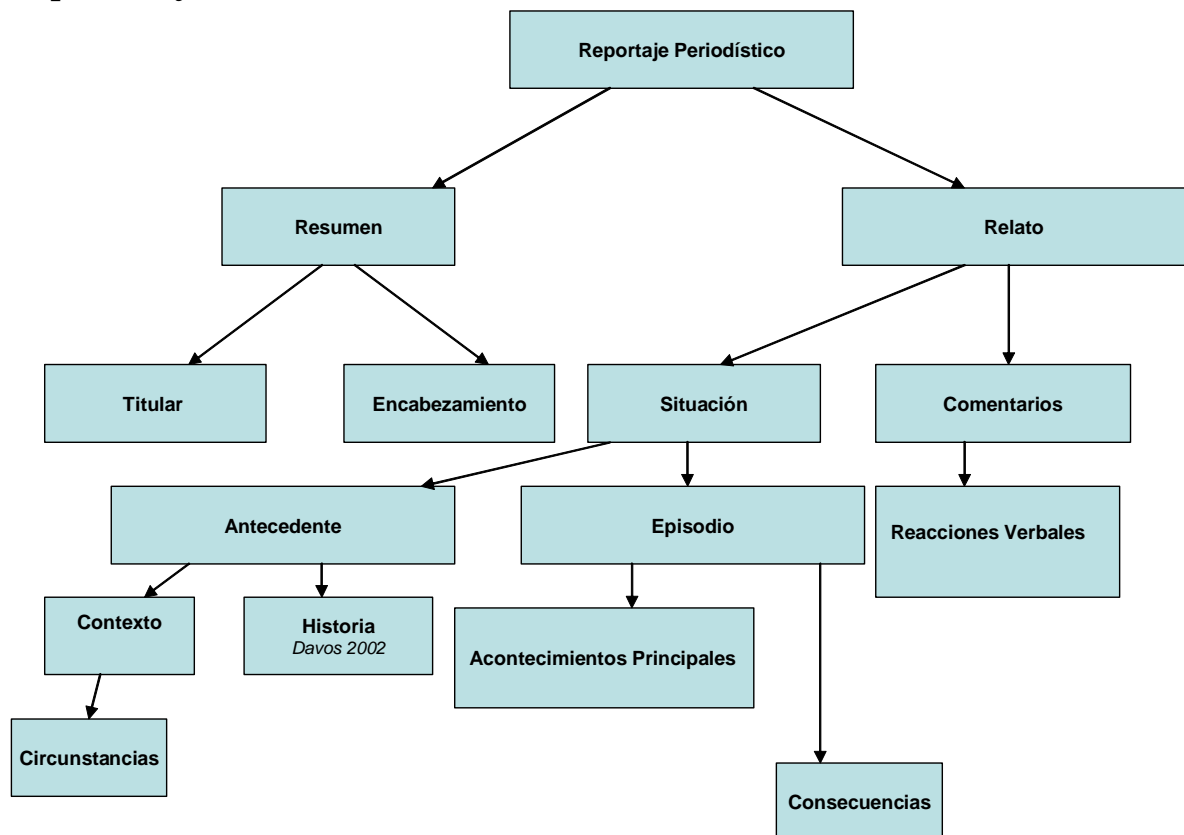 Reportaje Periodístico
Resumen
Relato
Titular
Encabezamiento
Situación
Comentarios
Antecedente
Episodio
Reacciones Verbales
Contexto
Historia
Davos 2002
Acontecimientos Principales
Circunstancias
Consecuencias